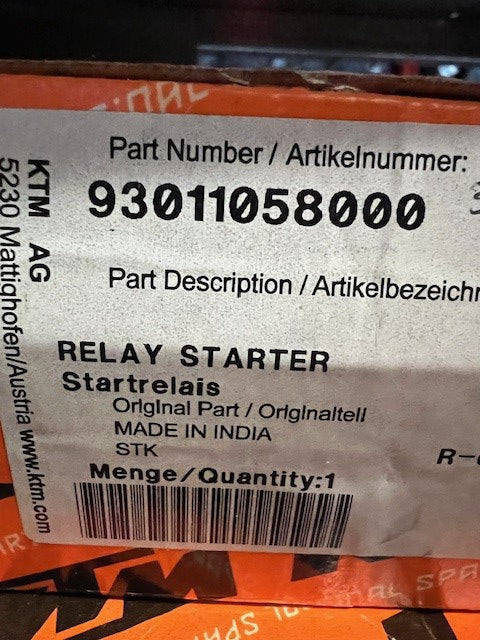 Part Number / Artikelnummer:
93011058000
Part Description / Artikelbezeichn
RELAY STARTER
Startrelais
Original Part / Originalteil
MADE IN INDIA
STK
R-
Menge/Quantity:1
KTM AG
5230 Mattighofen/Austria www.ktm.com
KTM